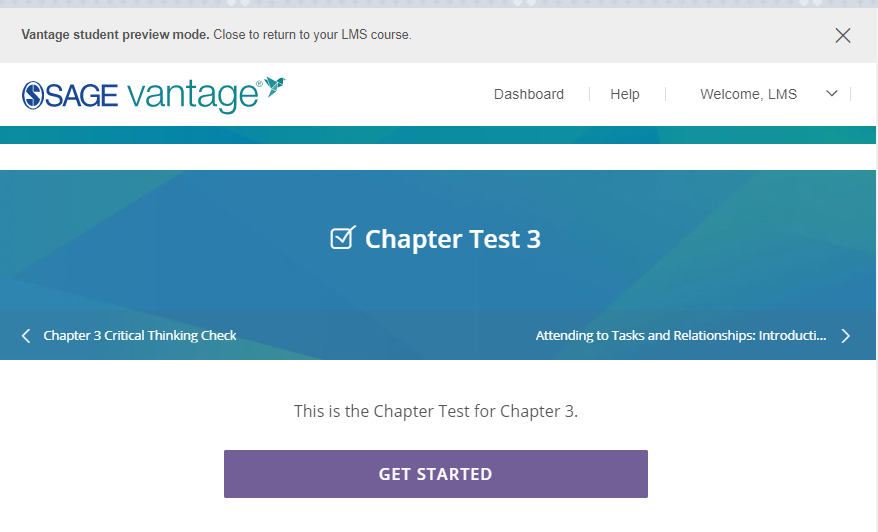 Vantage student preview mode. Close to return to your LMS course.
SAGE vantage®
Dashboard
Help
Welcome, LMS
Chapter Test 3
Chapter 3 Critical Thinking Check
Attending to Tasks and Relationships: Introducti...
This is the Chapter Test for Chapter 3.
GET STARTED